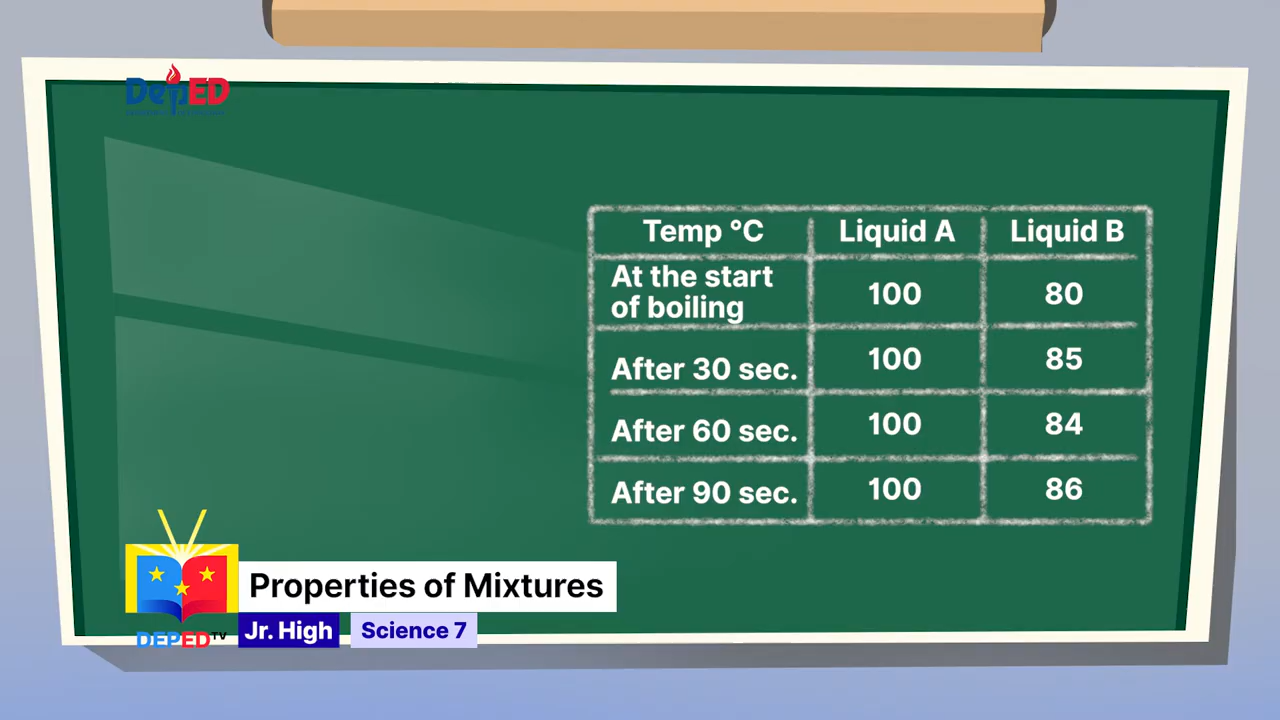 DepED
Temp °C Liquid A Liquid B
At the start
of boiling 100 80
After 30 sec. 100 85
After 60 sec. 100 84
After 90 sec. 100 86
Properties of Mixtures
DEPED TV
Jr. High Science 7